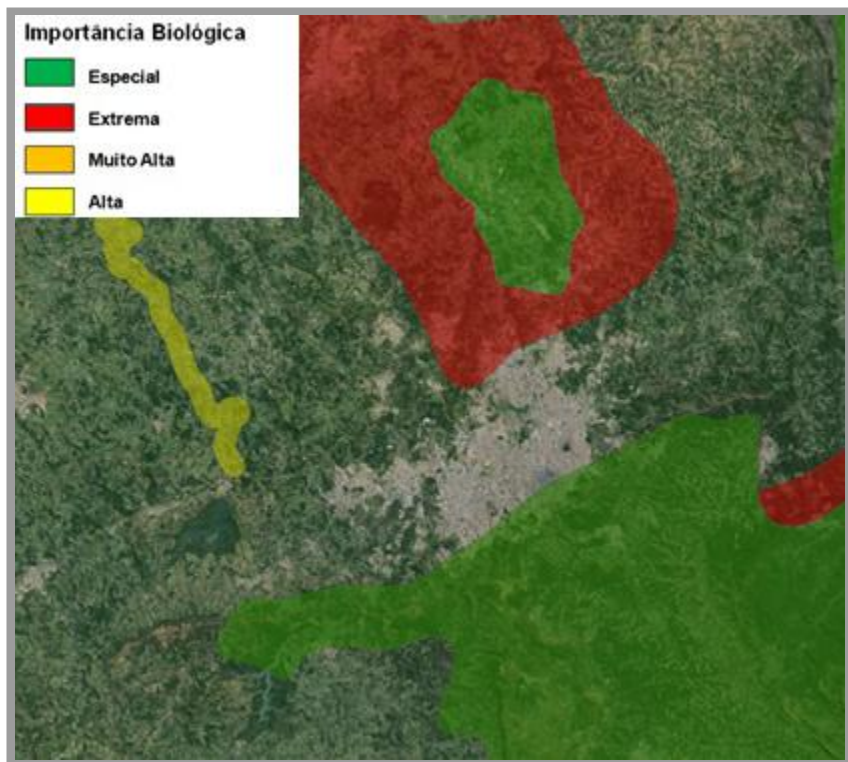 Importância Biológica
Especial
Extrema
Muito Alta
Alta